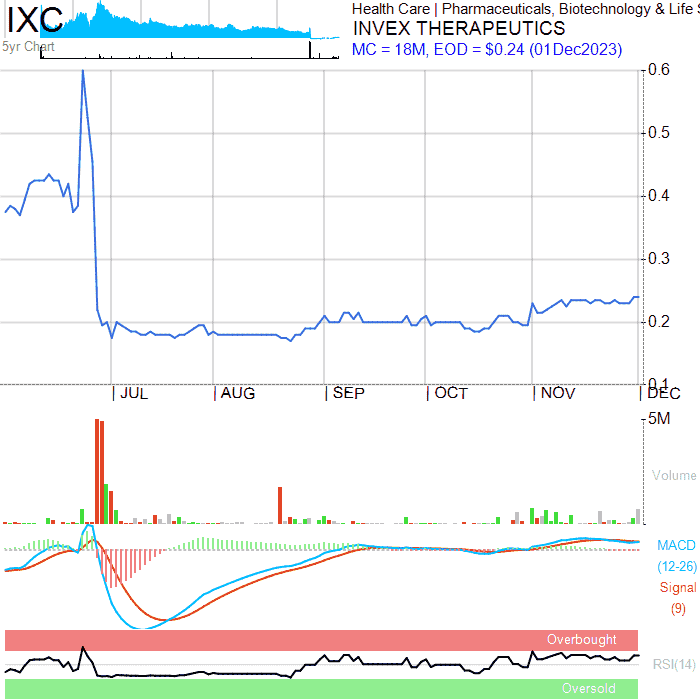 IXC
5yr Chart
Health Care | Pharmaceuticals, Biotechnology & Life S
INVEX THERAPEUTICS
MC = 18M, EOD = $0.24 (01Dec2023)
0.6
0.5
0.4
0.3
0.2
0.1
JUL AUG SEP OCT NOV DEC
5M
Volume
MACD
(12-26)
Signal
(9)
Overbought
RSI(14)
Oversold